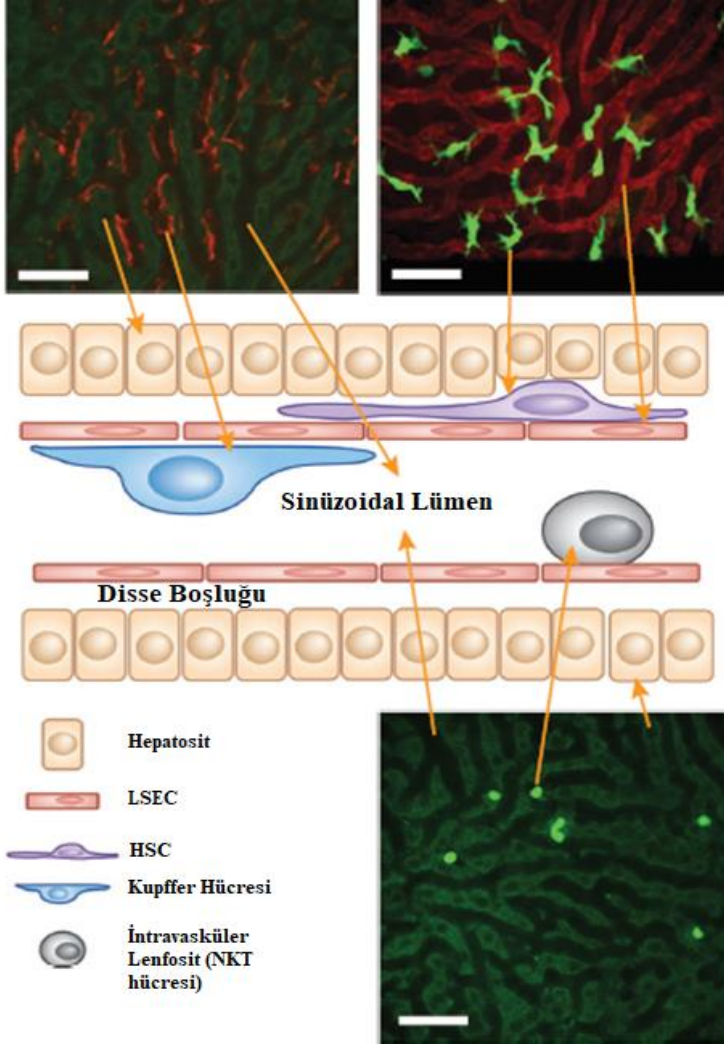 Sinüzoidal Lümen
Disse Boşluğu
Hepatosit
LSEC
HSC
Kupffer Hücresi
İntravasküler
Lenfosit (NKT
hücresi)